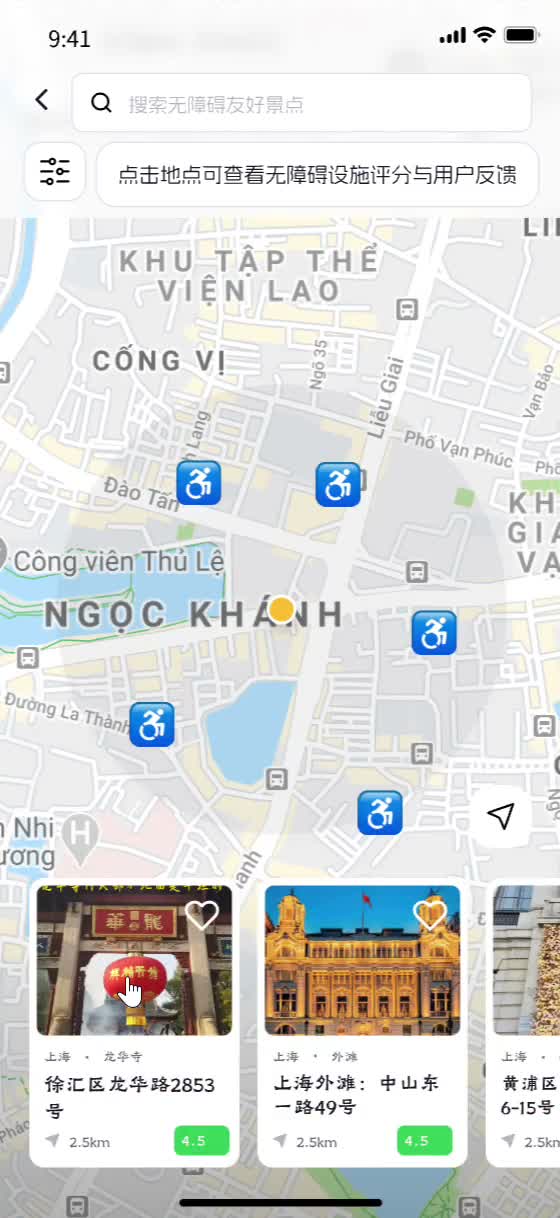 9:41
搜索无障碍友好景点
点击地点可查看无障碍设施评分与用户反馈
KHU TẬP THỂ
VIỆN LAO
CỐNG VỊ
Ngõ 35
Liễu Giai
Vạn Bảo
Phố Vạn Phúc
Đào Tấn
Công viên Thủ Lệ
NGỌC KHÁNH
Đường La Thành
H
上海 · 龙华寺
徐汇区龙华路2853
号
2.5km
4.5
上海 · 外滩
上海外滩：中山东
一路49号
2.5km
4.5
上海 ·
黄浦区
6-15号
2.5km